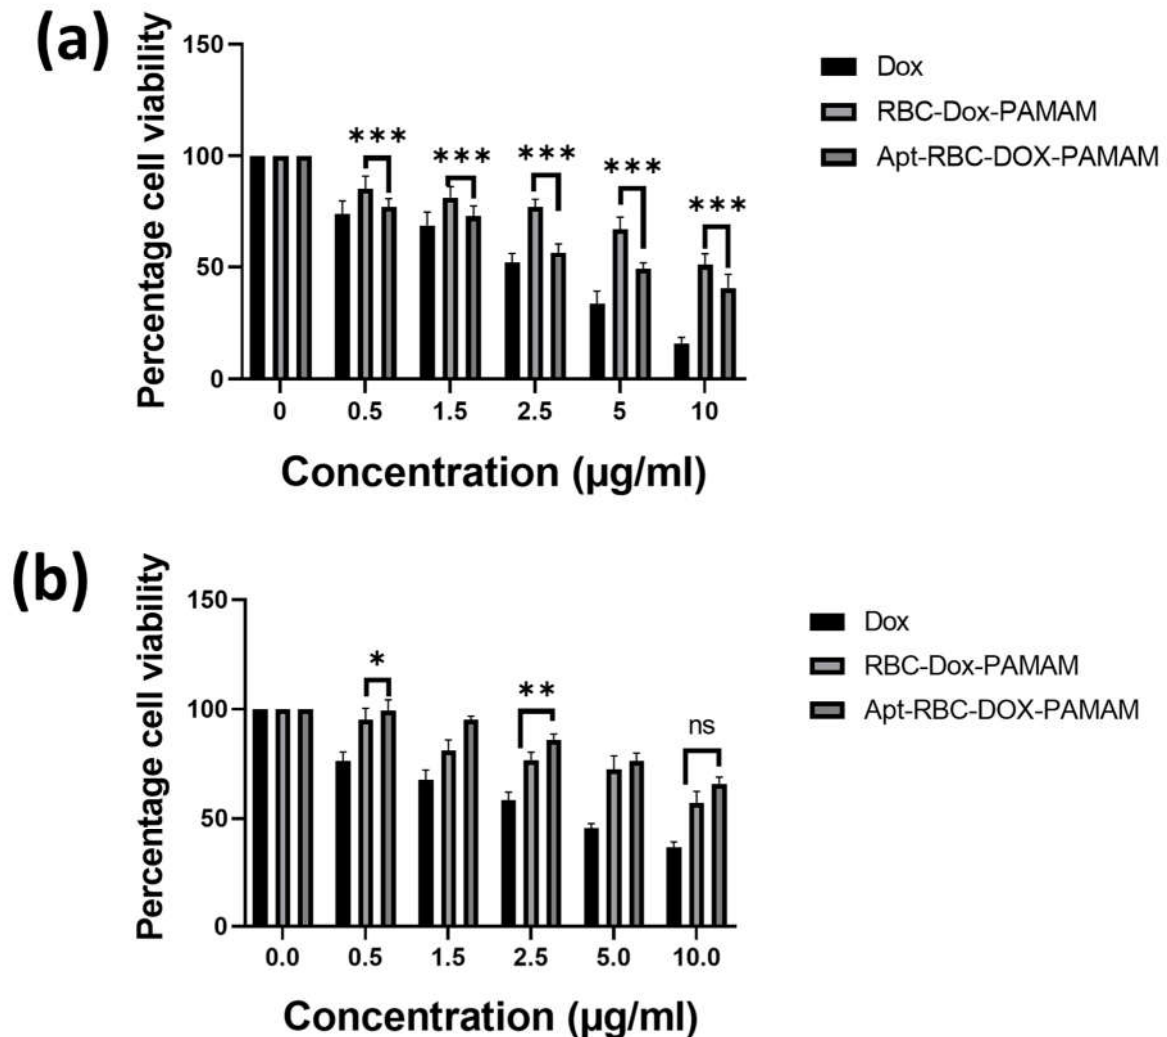 (a)
Percentage cell viability
150
100
50
0
***
***
***
***
***
0 0.5 1.5 2.5 5 10
Concentration (µg/ml)
Dox
RBC-Dox-PAMAM
Apt-RBC-DOX-PAMAM
(b)
Percentage cell viability
150
100
50
0
*
**
ns
0.0 0.5 1.5 2.5 5.0 10.0
Concentration (µg/ml)
Dox
RBC-Dox-PAMAM
Apt-RBC-DOX-PAMAM